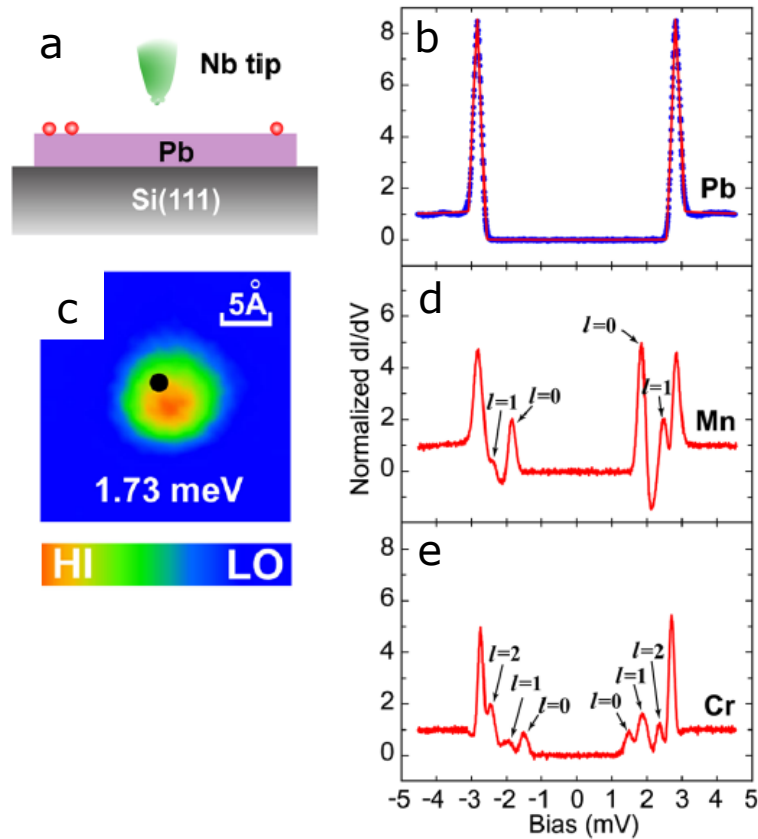 a
Nb tip
Pb
Si(111)
c
5Å
1.73 meV
HI LO
Normalized dI/dV
b
8
6
4
2
0
Pb
d
6
4
2
0
l=0
l=1
l=0
l=1
Mn
e
8
6
4
2
0
l=2
l=1
l=0
l=0
l=1
l=2
Cr
-5 -4 -3 -2 -1 0 1 2 3 4 5
Bias (mV)